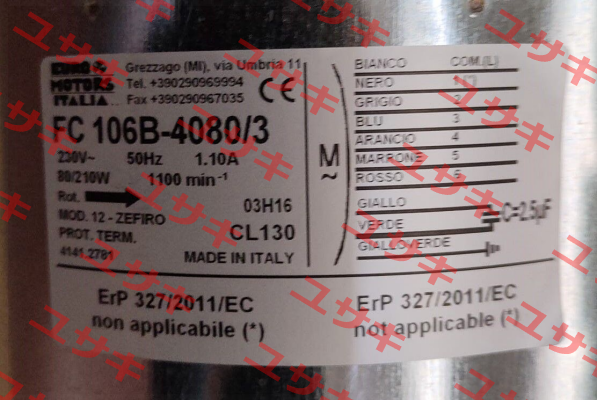 EURO MOTORS ITALIA
Grezzago (MI), via Umbria 11
Tel. +390290969994
Fax +390290967035
CE
FC 106B-4080/3
230V~ 50Hz 1.10A
80/210W 1100 min⁻¹
Rot.
03H16
MOD. 12 - ZEFIRO
PROT. TERM.
CL130
4141.2781
MADE IN ITALY
M
~
BIANCO COM.(L)
NERO
GRIGIO 2
BLU 3
ARANCIO 4
MARRONE 5
ROSSO 6
GIALLO
VERDE
C=2,5µF
GIALLOVERDE
ErP 327/2011/EC
non applicabile (*)
ErP 327/2011/EC
not applicable (*)
ユサキ